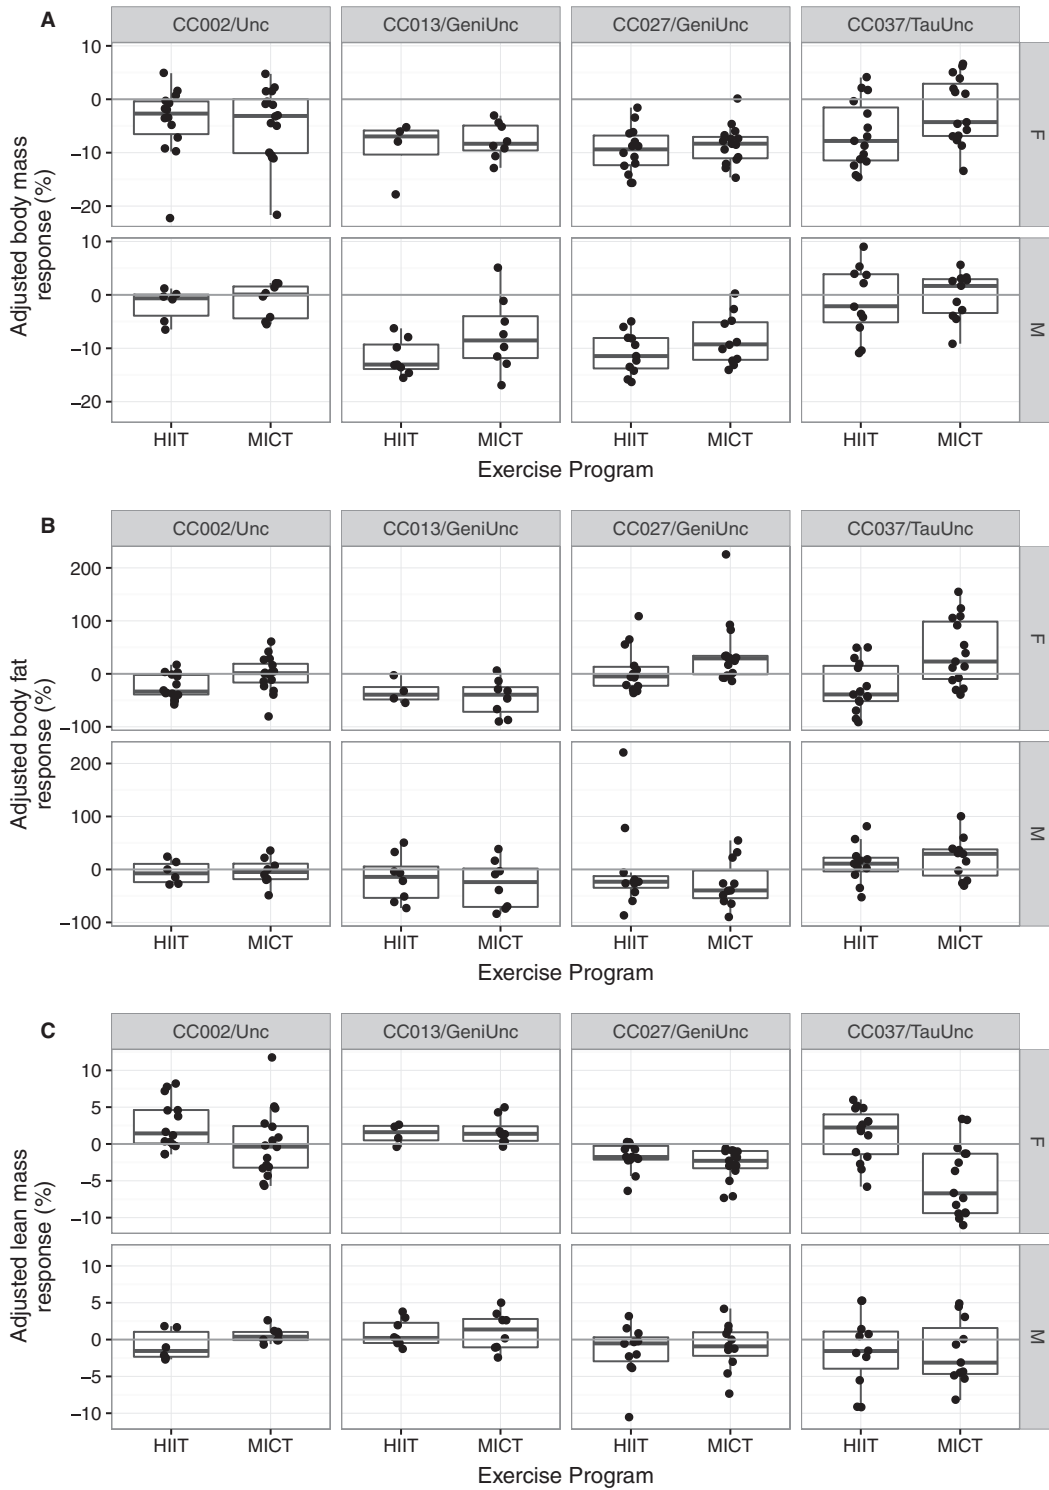 A
CC002/Unc CC013/GeniUnc CC027/GeniUnc CC037/TauUnc
Adjusted body mass
response (%)
10
0
−10
−20
F
10
0
−10
−20
M
HIIT MICT HIIT MICT HIIT MICT HIIT MICT
Exercise Program
B
CC002/Unc CC013/GeniUnc CC027/GeniUnc CC037/TauUnc
Adjusted body fat
response (%)
200
100
0
−100
F
200
100
0
−100
M
HIIT MICT HIIT MICT HIIT MICT HIIT MICT
Exercise Program
C
CC002/Unc CC013/GeniUnc CC027/GeniUnc CC037/TauUnc
Adjusted lean mass
response (%)
10
5
0
−5
−10
F
10
5
0
−5
−10
M
HIIT MICT HIIT MICT HIIT MICT HIIT MICT
Exercise Program